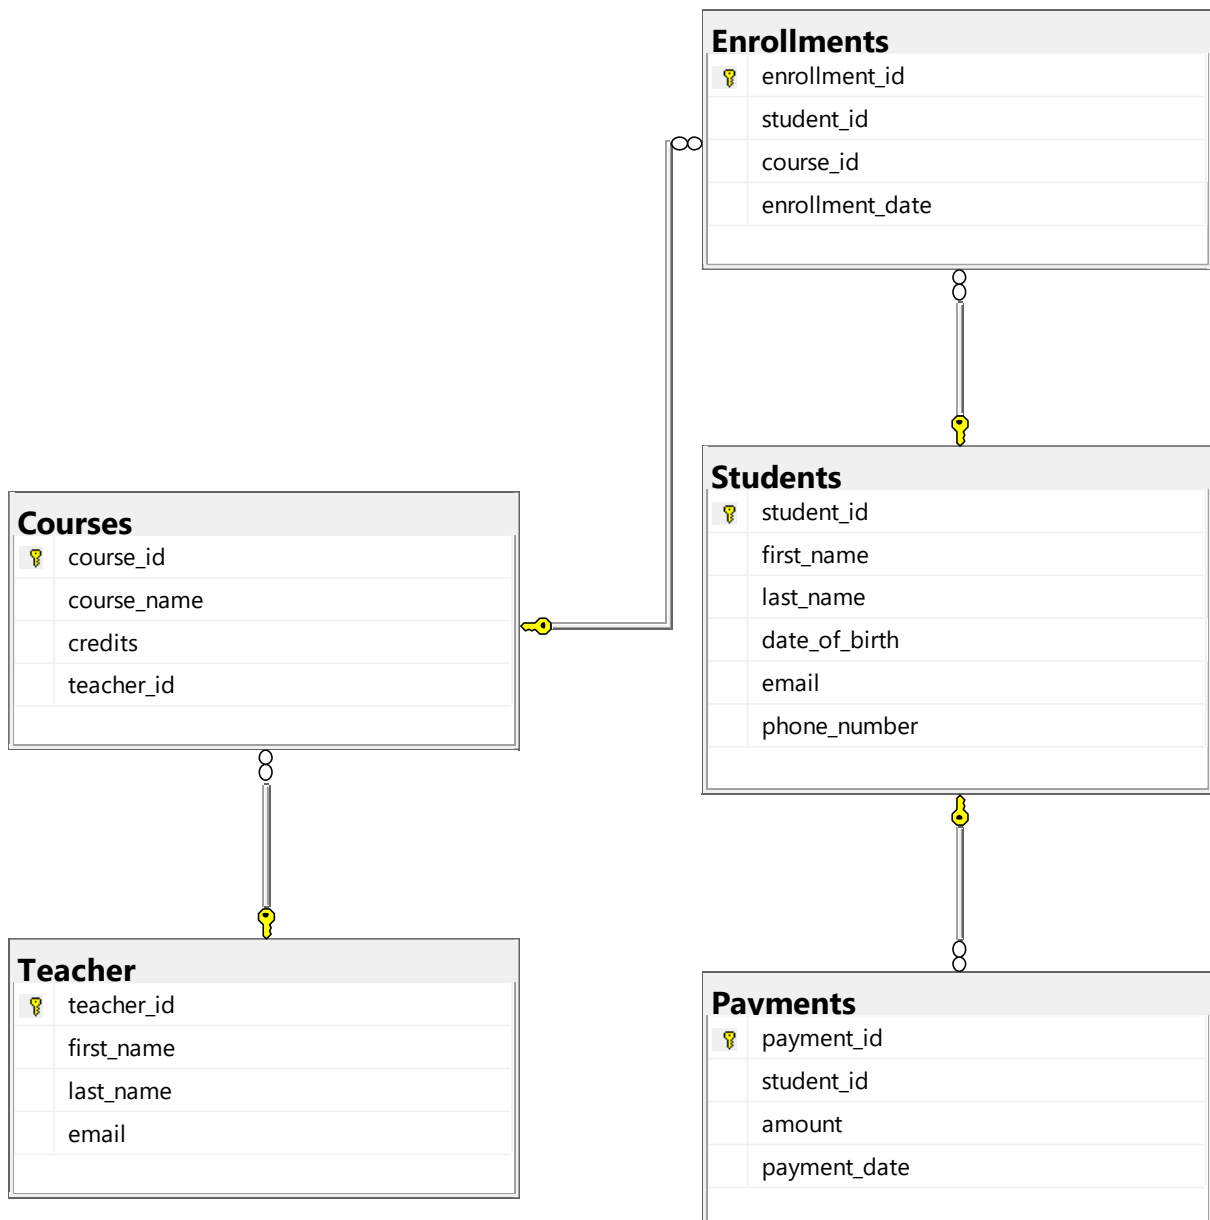 Enrollments
enrollment_id
student_id
course_id
enrollment_date
Students
student_id
first_name
last_name
date_of_birth
email
phone_number
Courses
course_id
course_name
credits
teacher_id
Teacher
teacher_id
first_name
last_name
email
Payments
payment_id
student_id
amount
payment_date